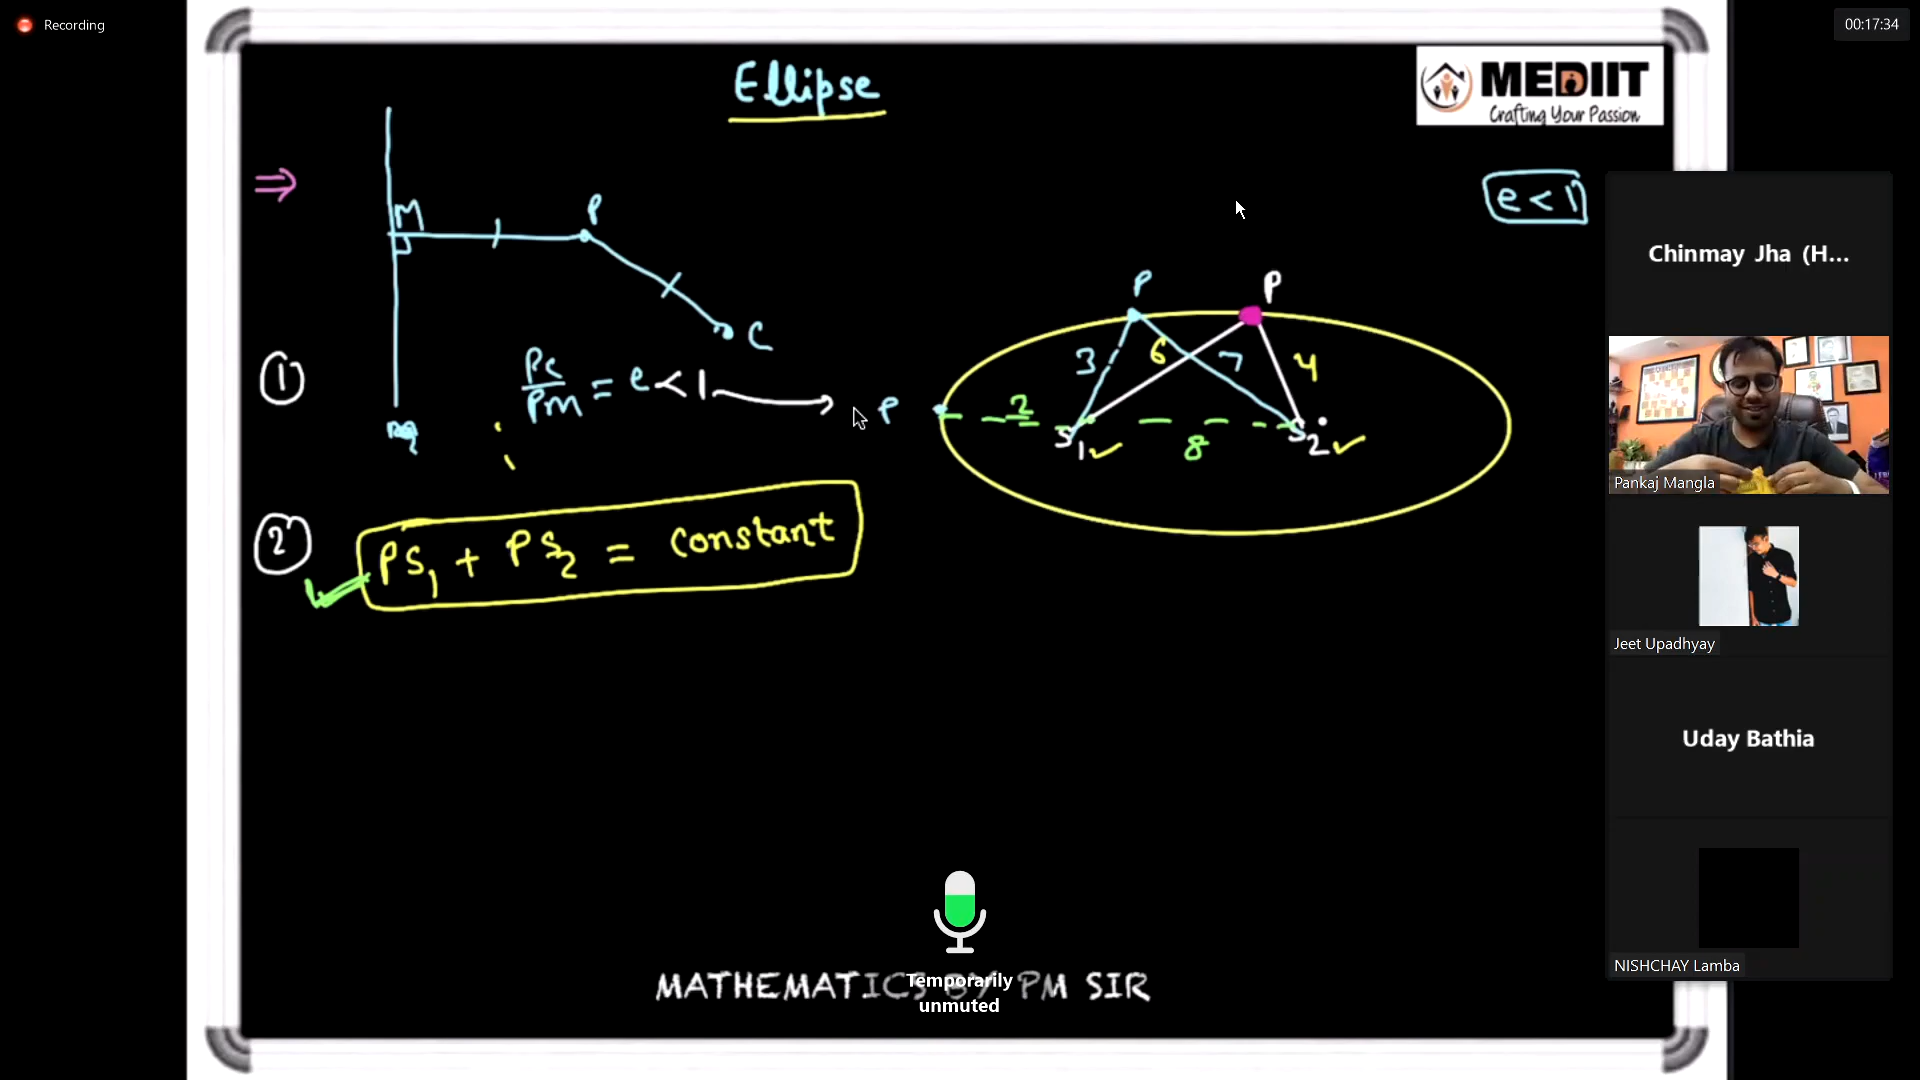 Recording
00:17:34
Ellipse
MEDIIT
Crafting Your Passion
⇒
e < 1
M
P
C
①
PC/PM = e < 1
P
P
P
3
6
7
4
2
8
S1
S2
② PS1 + PS2 = constant
Chinmay Jha (H...
Pankaj Mangla
Jeet Upadhyay
Uday Bathia
NISHCHAY Lamba
Temporarily
unmuted
MATHEMATICS BY PM SIR